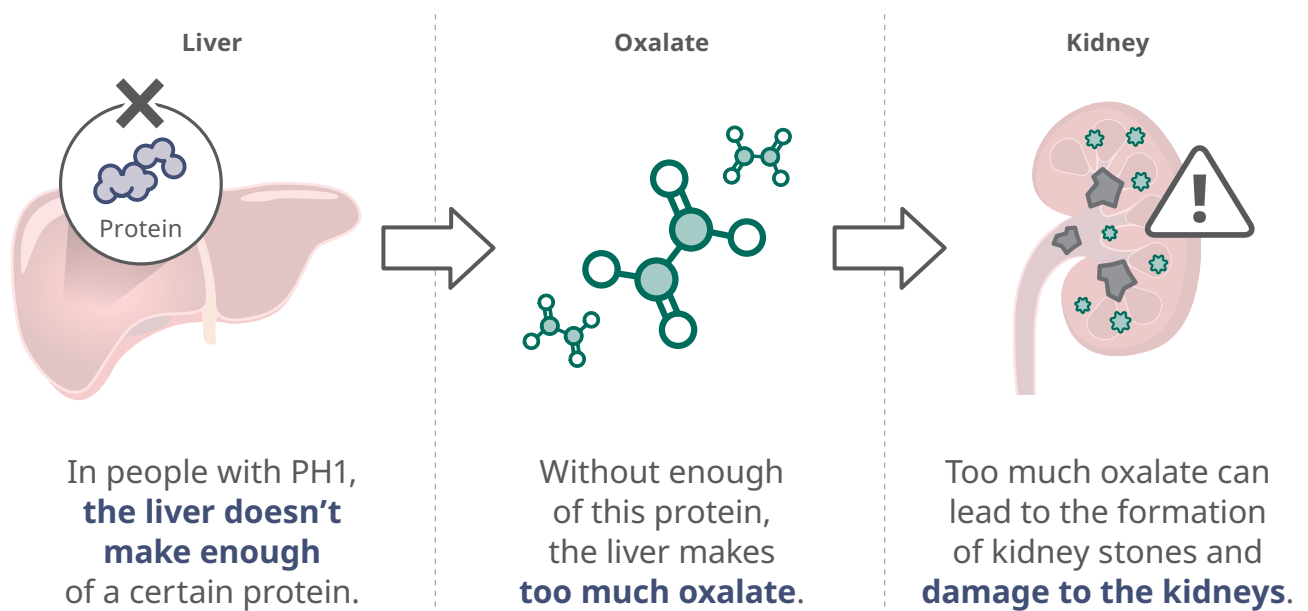 Liver
Protein
In people with PH1,
the liver doesn’t
make enough
of a certain protein.
Oxalate
Without enough
of this protein,
the liver makes
too much oxalate.
Kidney
!
Too much oxalate can
lead to the formation
of kidney stones and
damage to the kidneys.